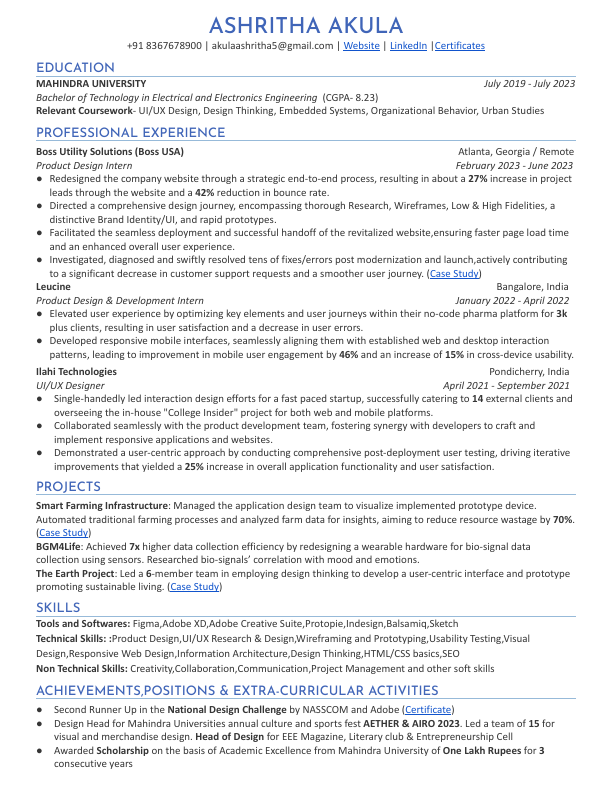 ASHRITHA AKULA
+91 8367678900 | akulaashritha5@gmail.com | Website | LinkedIn |Certificates
EDUCATION
MAHINDRA UNIVERSITY July 2019 - July 2023
Bachelor of Technology in Electrical and Electronics Engineering (CGPA- 8.23)
Relevant Coursework- UI/UX Design, Design Thinking, Embedded Systems, Organizational Behavior, Urban Studies
PROFESSIONAL EXPERIENCE
Boss Utility Solutions (Boss USA) Atlanta, Georgia / Remote
Product Design Intern February 2023 - June 2023
● Redesigned the company website through a strategic end-to-end process, resulting in about a 27% increase in project
leads through the website and a 42% reduction in bounce rate.
● Directed a comprehensive design journey, encompassing thorough Research, Wireframes, Low & High Fidelities, a
distinctive Brand Identity/UI, and rapid prototypes.
● Facilitated the seamless deployment and successful handoff of the revitalized website,ensuring faster page load time
and an enhanced overall user experience.
● Investigated, diagnosed and swiftly resolved tens of fixes/errors post modernization and launch,actively contributing
to a significant decrease in customer support requests and a smoother user journey. (Case Study)
Leucine Bangalore, India
Product Design & Development Intern January 2022 - April 2022
● Elevated user experience by optimizing key elements and user journeys within their no-code pharma platform for 3k
plus clients, resulting in user satisfaction and a decrease in user errors.
● Developed responsive mobile interfaces, seamlessly aligning them with established web and desktop interaction
patterns, leading to improvement in mobile user engagement by 46% and an increase of 15% in cross-device usability.
Ilahi Technologies Pondicherry, India
UI/UX Designer April 2021 - September 2021
● Single-handedly led interaction design efforts for a fast paced startup, successfully catering to 14 external clients and
overseeing the in-house "College Insider" project for both web and mobile platforms.
● Collaborated seamlessly with the product development team, fostering synergy with developers to craft and
implement responsive applications and websites.
● Demonstrated a user-centric approach by conducting comprehensive post-deployment user testing, driving iterative
improvements that yielded a 25% increase in overall application functionality and user satisfaction.
PROJECTS
Smart Farming Infrastructure: Managed the application design team to visualize implemented prototype device.
Automated traditional farming processes and analyzed farm data for insights, aiming to reduce resource wastage by 70%.
(Case Study)
BGM4Life: Achieved 7x higher data collection efficiency by redesigning a wearable hardware for bio-signal data
collection using sensors. Researched bio-signals' correlation with mood and emotions.
The Earth Project: Led a 6-member team in employing design thinking to develop a user-centric interface and prototype
promoting sustainable living. (Case Study)
SKILLS
Tools and Softwares: Figma,Adobe XD,Adobe Creative Suite,Protopie,Indesign,Balsamiq,Sketch
Technical Skills: :Product Design,UI/UX Research & Design,Wireframing and Prototyping,Usability Testing,Visual
Design,Responsive Web Design,Information Architecture,Design Thinking,HTML/CSS basics,SEO
Non Technical Skills: Creativity,Collaboration,Communication,Project Management and other soft skills
ACHIEVEMENTS,POSITIONS & EXTRA-CURRICULAR ACTIVITIES
● Second Runner Up in the National Design Challenge by NASSCOM and Adobe (Certificate)
● Design Head for Mahindra Universities annual culture and sports fest AETHER & AIRO 2023. Led a team of 15 for
visual and merchandise design. Head of Design for EEE Magazine, Literary club & Entrepreneurship Cell
● Awarded Scholarship on the basis of Academic Excellence from Mahindra University of One Lakh Rupees for 3
consecutive years